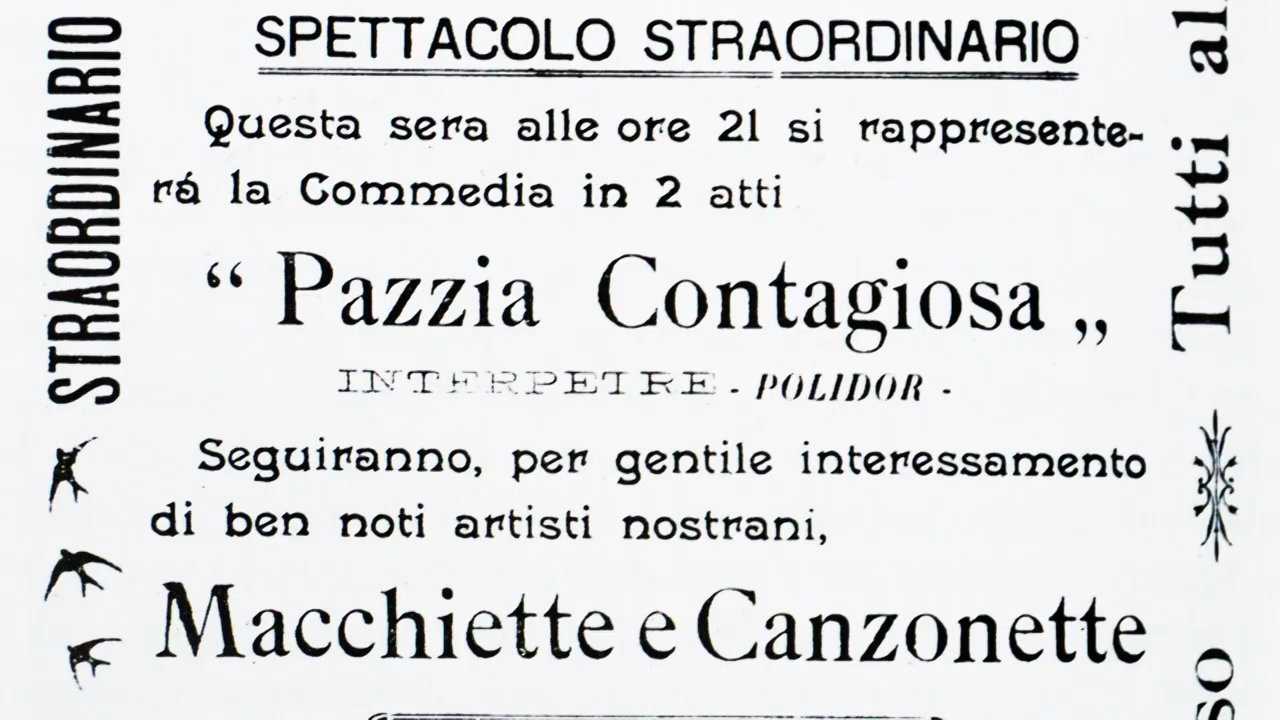 SPETTACOLO STRAORDINARIO
Questa sera alle ore 21 si rappresente-
rá la Commedia in 2 atti
“ Pazzia Contagiosa „
INTERPETRE - POLIDOR -
Seguiranno, per gentile interessamento
di ben noti artisti nostrani,
Macchiette e Canzonette
STRAORDINARIO
Tutti al